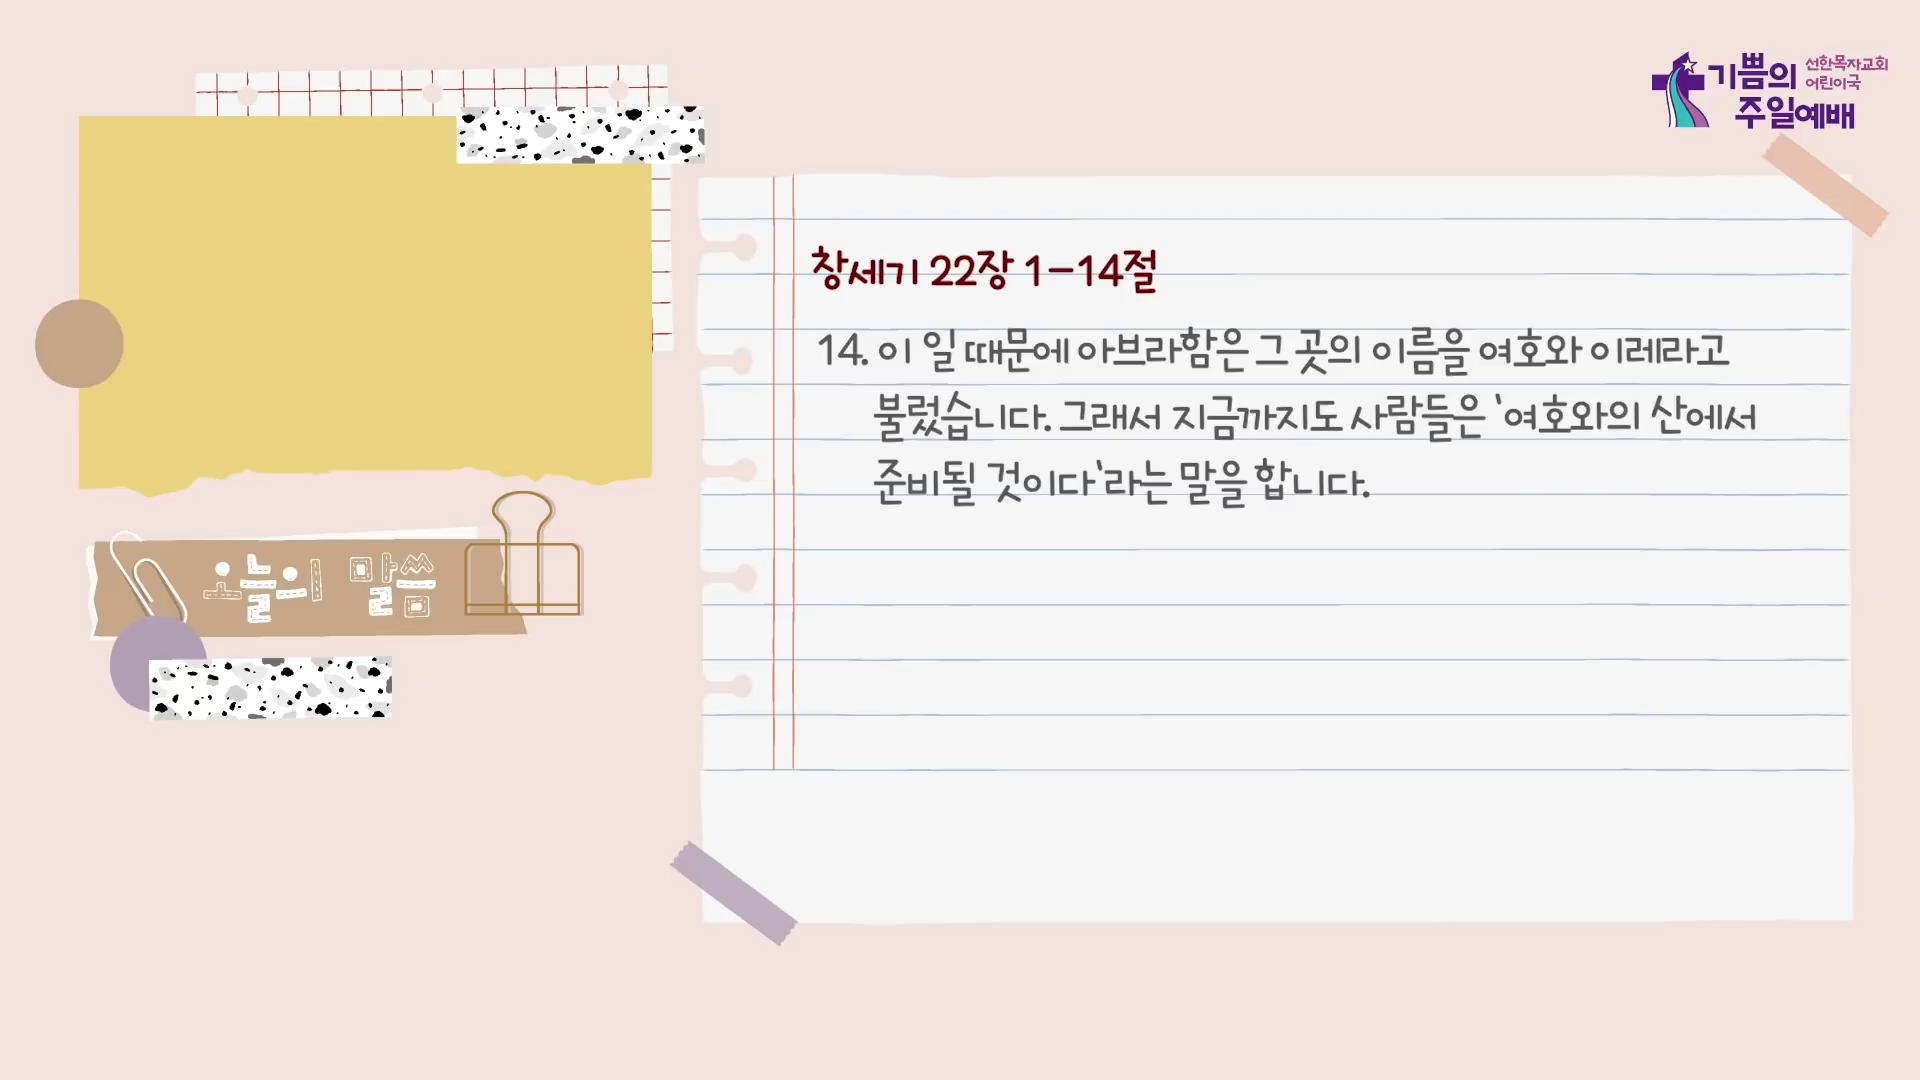 기쁨의
주일예배
선한목자교회
어린이국
창세기 22장 1-14절
14. 이 일 때문에 아브라함은 그 곳의 이름을 여호와 이레라고
불렀습니다. 그래서 지금까지도 사람들은 '여호와의 산에서
준비될 것이다'라는 말을 합니다.
오늘의 말씀